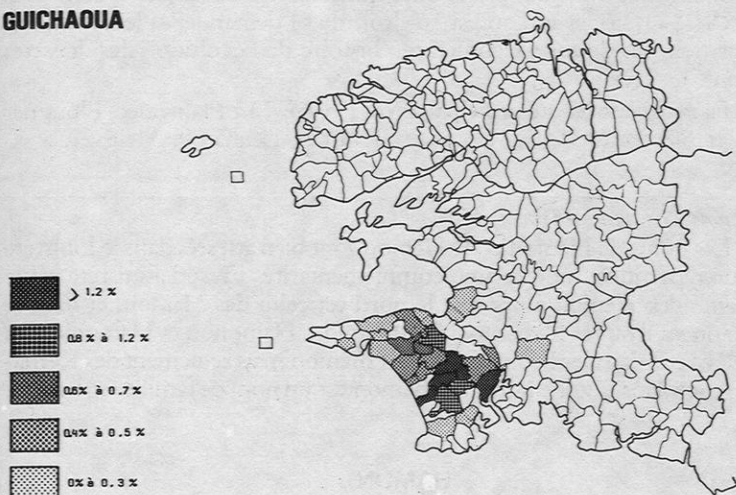 GUICHAOUA
> 1.2 %
0.8 % à 1.2 %
0.6% à 0.7 %
0.4% à 0.5 %
0% à 0.3 %